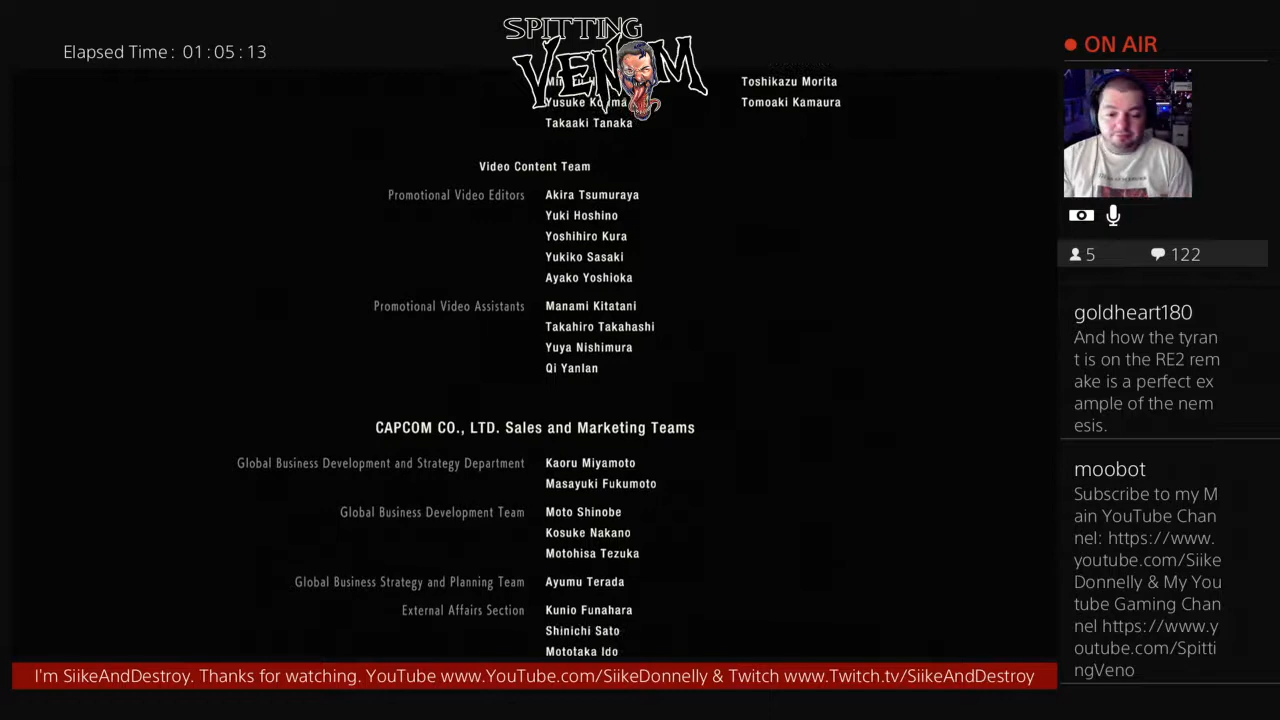 Elapsed Time: 01:05:13
SPITTING
VENOM
ON AIR
Toshikazu Morita
Yusuke
Tomoaki Kamaura
Takaaki Tanaka
Video Content Team
Promotional Video Editors Akira Tsumuraya
Yuki Hoshino
Yoshihiro Kura
Yukiko Sasaki
Ayako Yoshioka
Promotional Video Assistants Manami Kitatani
Takahiro Takahashi
Yuya Nishimura
Qi Yanlan
CAPCOM CO., LTD. Sales and Marketing Teams
Global Business Development and Strategy Department Kaoru Miyamoto
Masayuki Fukumoto
Global Business Development Team Moto Shinobe
Kosuke Nakano
Motohisa Tezuka
Global Business Strategy and Planning Team Ayumu Terada
External Affairs Section Kunio Funahara
Shinichi Sato
Mototaka Ido
5 122
goldheart180
And how the tyran
t is on the RE2 rem
ake is a perfect ex
ample of the nem
esis.
moobot
Subscribe to my M
ain YouTube Chan
nel: https://www.
youtube.com/Siike
Donnelly & My You
tube Gaming Chan
nel https://www.y
outube.com/Spitti
ngVeno
I'm SiikeAndDestroy. Thanks for watching. YouTube www.YouTube.com/SiikeDonnelly & Twitch www.Twitch.tv/SiikeAndDestroy